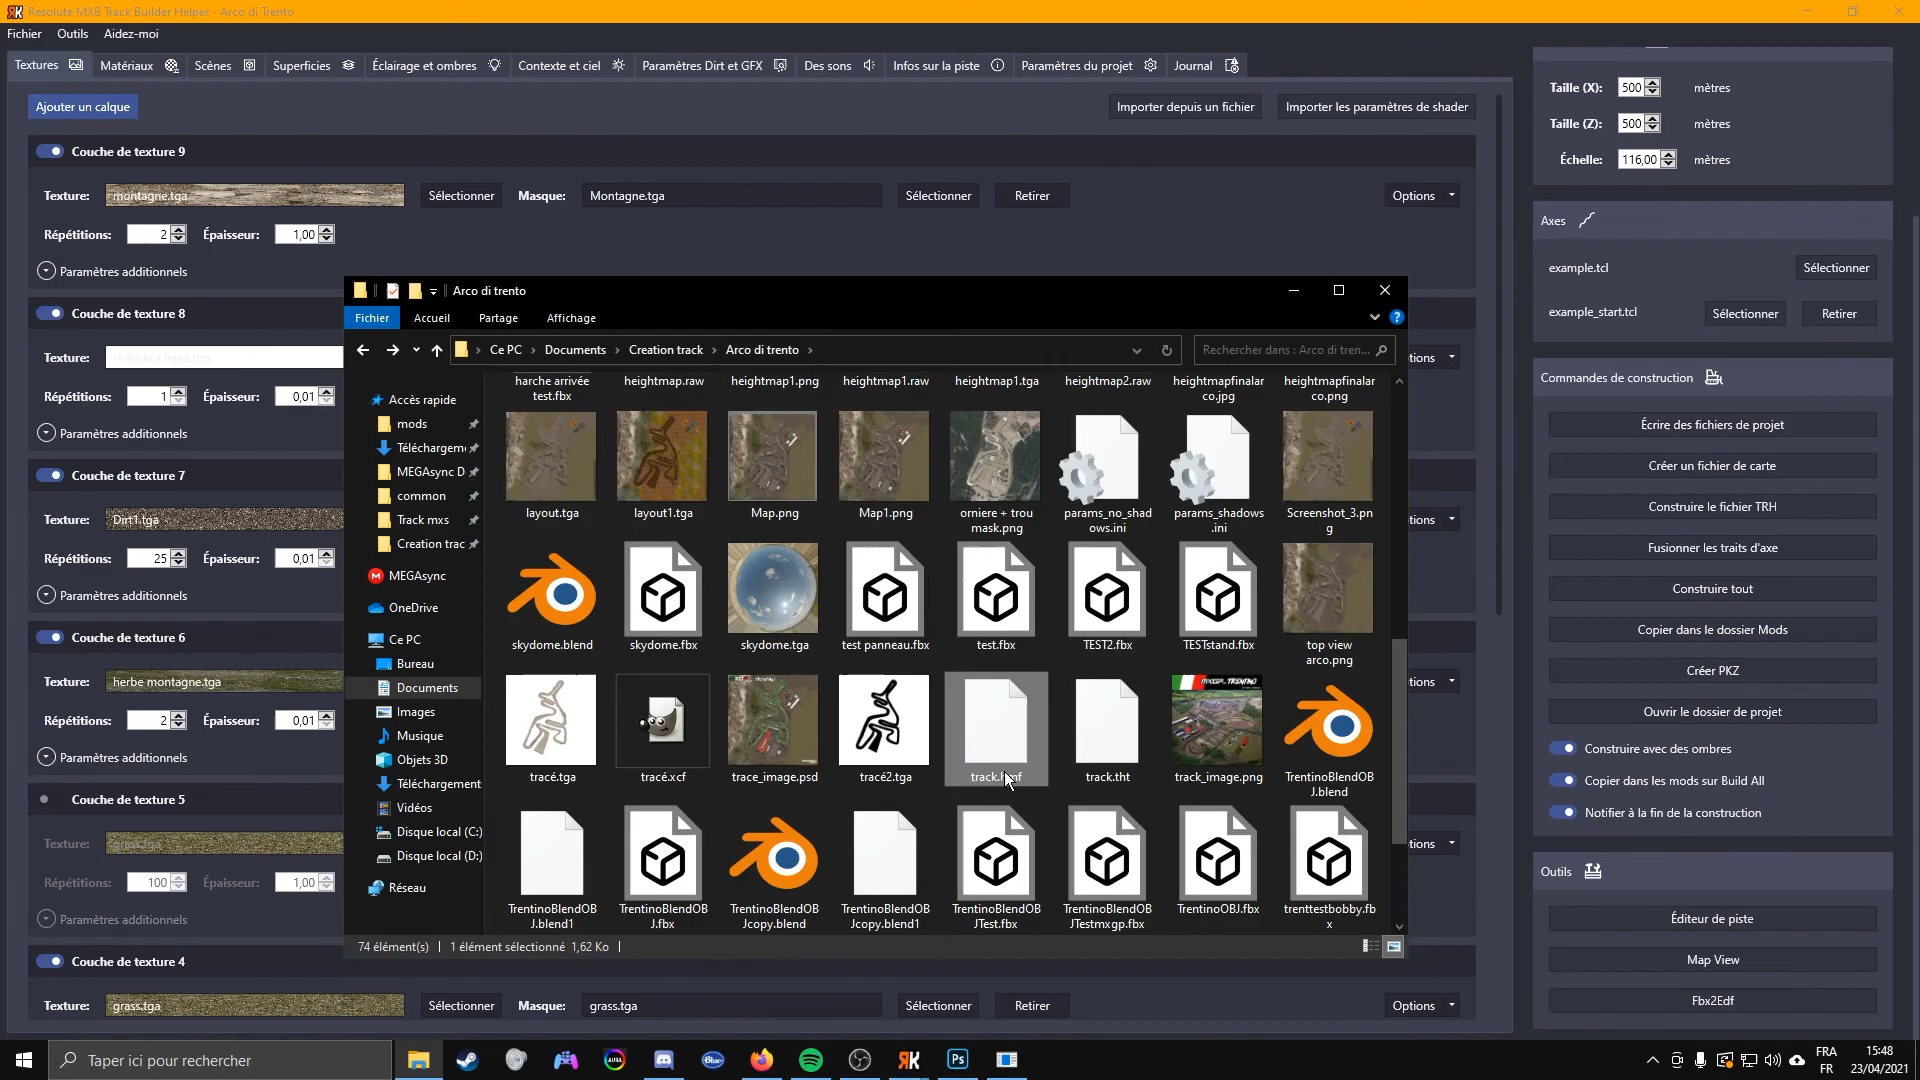 Resolute MXB Track Builder Helper - Arco di Trento
Fichier Outils Aidez-moi
Textures Matériaux Scènes Superficies Éclairage et ombres Contexte et ciel Paramètres Dirt et GFX Des sons Infos sur la piste Paramètres du projet Journal
Ajouter un calque Importer depuis un fichier Importer les paramètres de shader
Couche de texture 9
Texture: montagne.tga Sélectionner Masque: Montagne.tga Sélectionner Retirer Options
Répétitions: 2 Épaisseur: 1,00
Paramètres additionnels
Couche de texture 8
Texture: Holeshot ligne.tga
Répétitions: 1 Épaisseur: 0,01
Paramètres additionnels
Couche de texture 7
Texture: Dirt1.tga
Répétitions: 25 Épaisseur: 0,01
Paramètres additionnels
Couche de texture 6
Texture: herbe montagne.tga
Répétitions: 2 Épaisseur: 0,01
Paramètres additionnels
Couche de texture 5
Texture: grass.tga
Répétitions: 100 Épaisseur: 1,00
Paramètres additionnels
Couche de texture 4
Texture: grass.tga Sélectionner Masque: grass.tga Sélectionner Retirer Options
Arco di trento
Fichier Accueil Partage Affichage
Ce PC Documents Creation track Arco di trento
Rechercher dans : Arco di tren...
Accès rapide
mods
Téléchargem
MEGAsync D
common
Track mxs
Creation trac
MEGAsync
OneDrive
Ce PC
Bureau
Documents
Images
Musique
Objets 3D
Téléchargement
Vidéos
Disque local (C:)
Disque local (D:)
Réseau
harche arrivée heightmap.raw heightmap1.png heightmap1.raw heightmap1.tga heightmap2.raw heightmapfinalar heightmapfinalar
test.fbx co.jpg co.png
layout.tga layout1.tga Map.png Map1.png orniere + trou params_no_shad params_shadows Screenshot_3.pn
mask.png ows.ini .ini g
skydome.blend skydome.fbx skydome.tga test panneau.fbx test.fbx TEST2.fbx TESTstand.fbx top view
arco.png
MXGP TRENTINO
tracé.tga tracé.xcf trace_image.psd tracé2.tga track.hmf track.tht track_image.png TrentinoBlendOB
J.blend
TrentinoBlendOB TrentinoBlendOB TrentinoBlendOB TrentinoBlendOB TrentinoBlendOB TrentinoBlendOB TrentinoOBJ.fbx trenttestbobby.fb
J.blend1 J.fbx Jcopy.blend Jcopy.blend1 JTest.fbx JTestmxgp.fbx x
74 élément(s) 1 élément sélectionné 1,62 Ko
tions
tions
tions
tions
Taille (X): 500 mètres
Taille (Z): 500 mètres
Échelle: 116,00 mètres
Axes
example.tcl Sélectionner
example_start.tcl Sélectionner Retirer
Commandes de construction
Écrire des fichiers de projet
Créer un fichier de carte
Construire le fichier TRH
Fusionner les traits d'axe
Construire tout
Copier dans le dossier Mods
Créer PKZ
Ouvrir le dossier de projet
Construire avec des ombres
Copier dans les mods sur Build All
Notifier à la fin de la construction
Outils
Éditeur de piste
Map View
Fbx2Edf
Taper ici pour rechercher
FRA
FR
15:48
23/04/2021